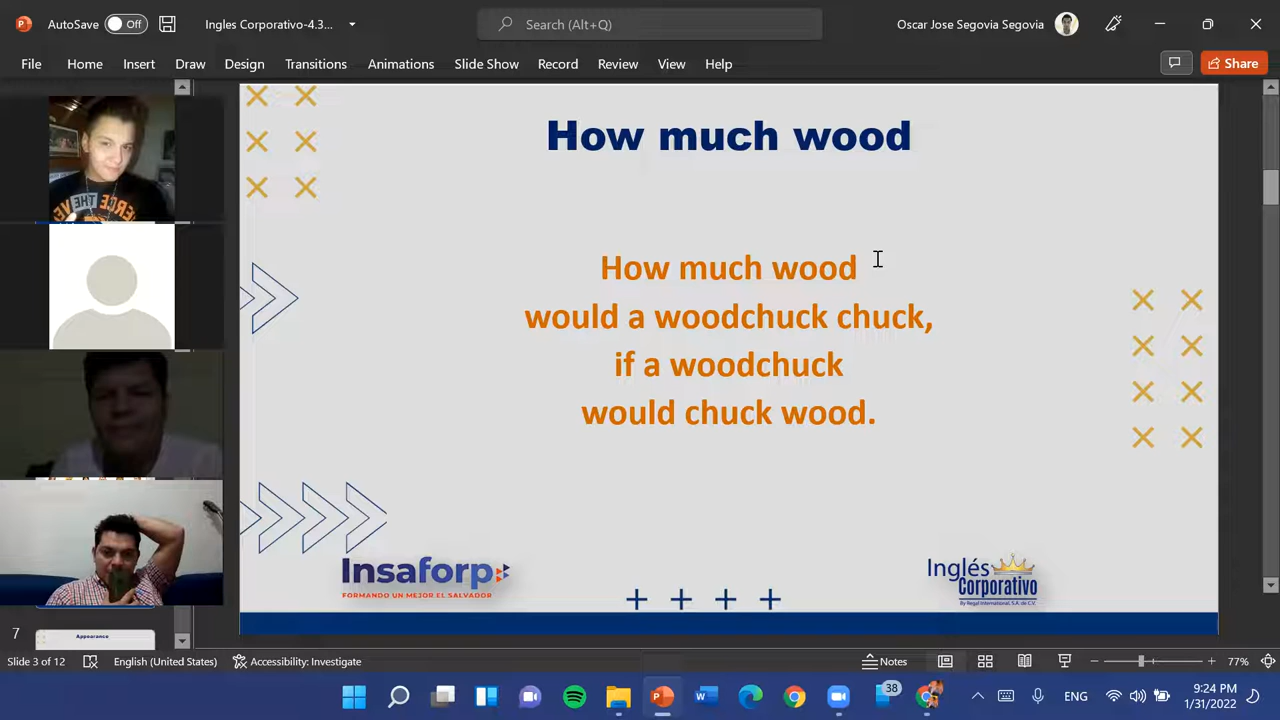 AutoSave Off Ingles Corporativo-4.3... Search (Alt+Q) Oscar Jose Segovia Segovia
File Home Insert Draw Design Transitions Animations Slide Show Record Review View Help Share
How much wood
How much wood
would a woodchuck chuck,
if a woodchuck
would chuck wood.
Insaforp
FORMANDO UN MEJOR EL SALVADOR
Inglés
Corporativo
By Regal International, S.A. de C.V.
7
Appearance
Slide 3 of 12 English (United States) Accessibility: Investigate Notes 77%
38 ENG 9:24 PM
1/31/2022